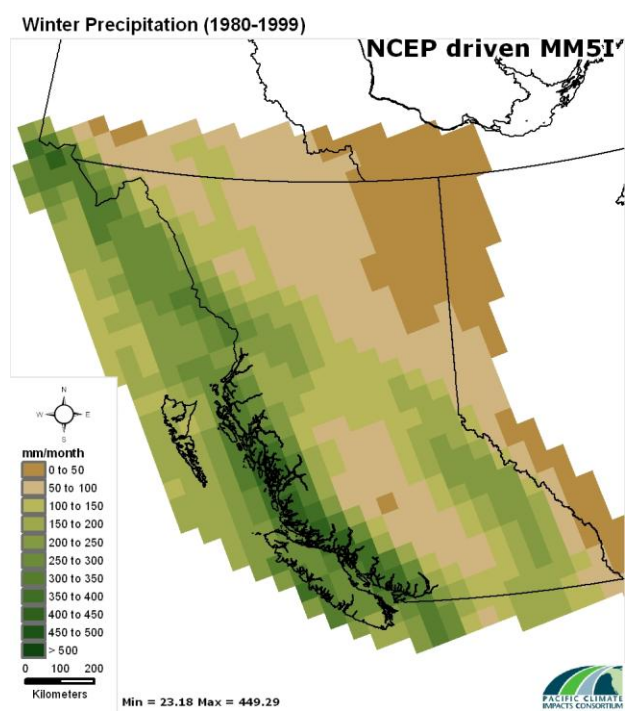 Winter Precipitation (1980-1999)
NCEP driven MM5I
N
W E
S
mm/month
0 to 50
50 to 100
100 to 150
150 to 200
200 to 250
250 to 300
300 to 350
350 to 400
400 to 450
450 to 500
> 500
0 100 200
Kilometers
Min = 23.18 Max = 449.29
PACIFIC CLIMATE
IMPACTS CONSORTIUM